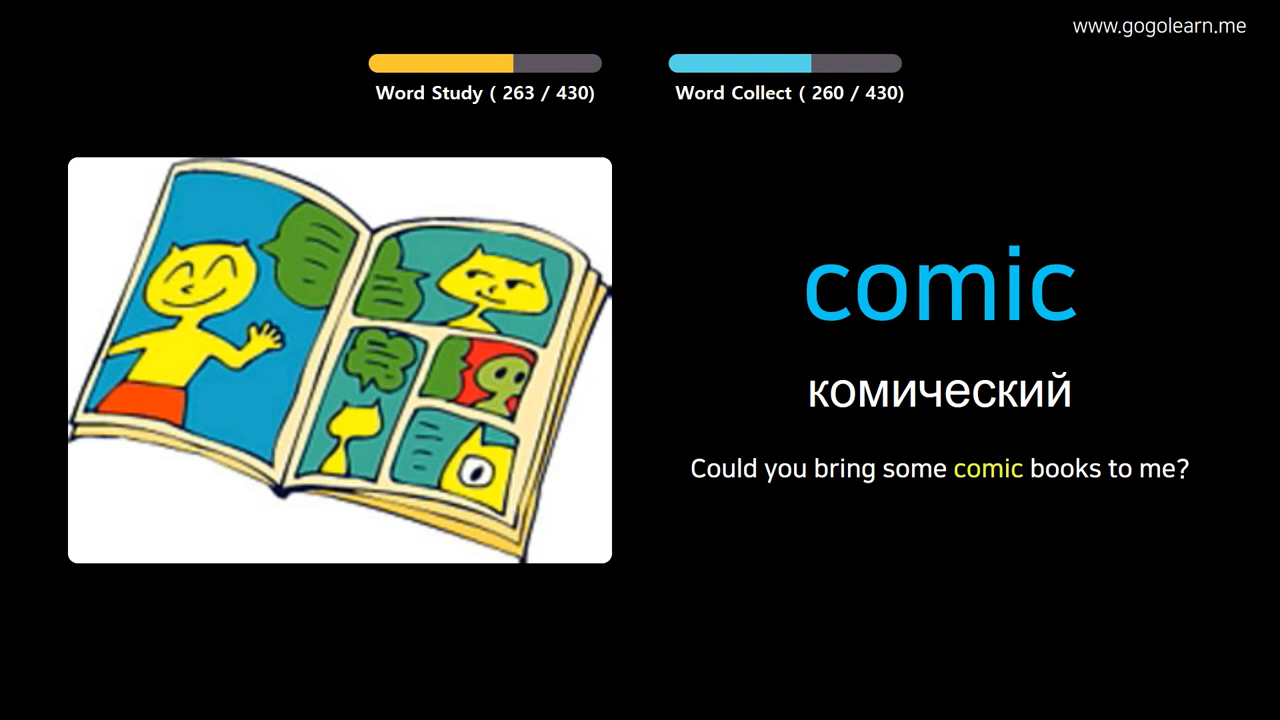 www.gogolearn.me
Word Study ( 263 / 430)
Word Collect ( 260 / 430)
comic
комический
Could you bring some comic books to me?